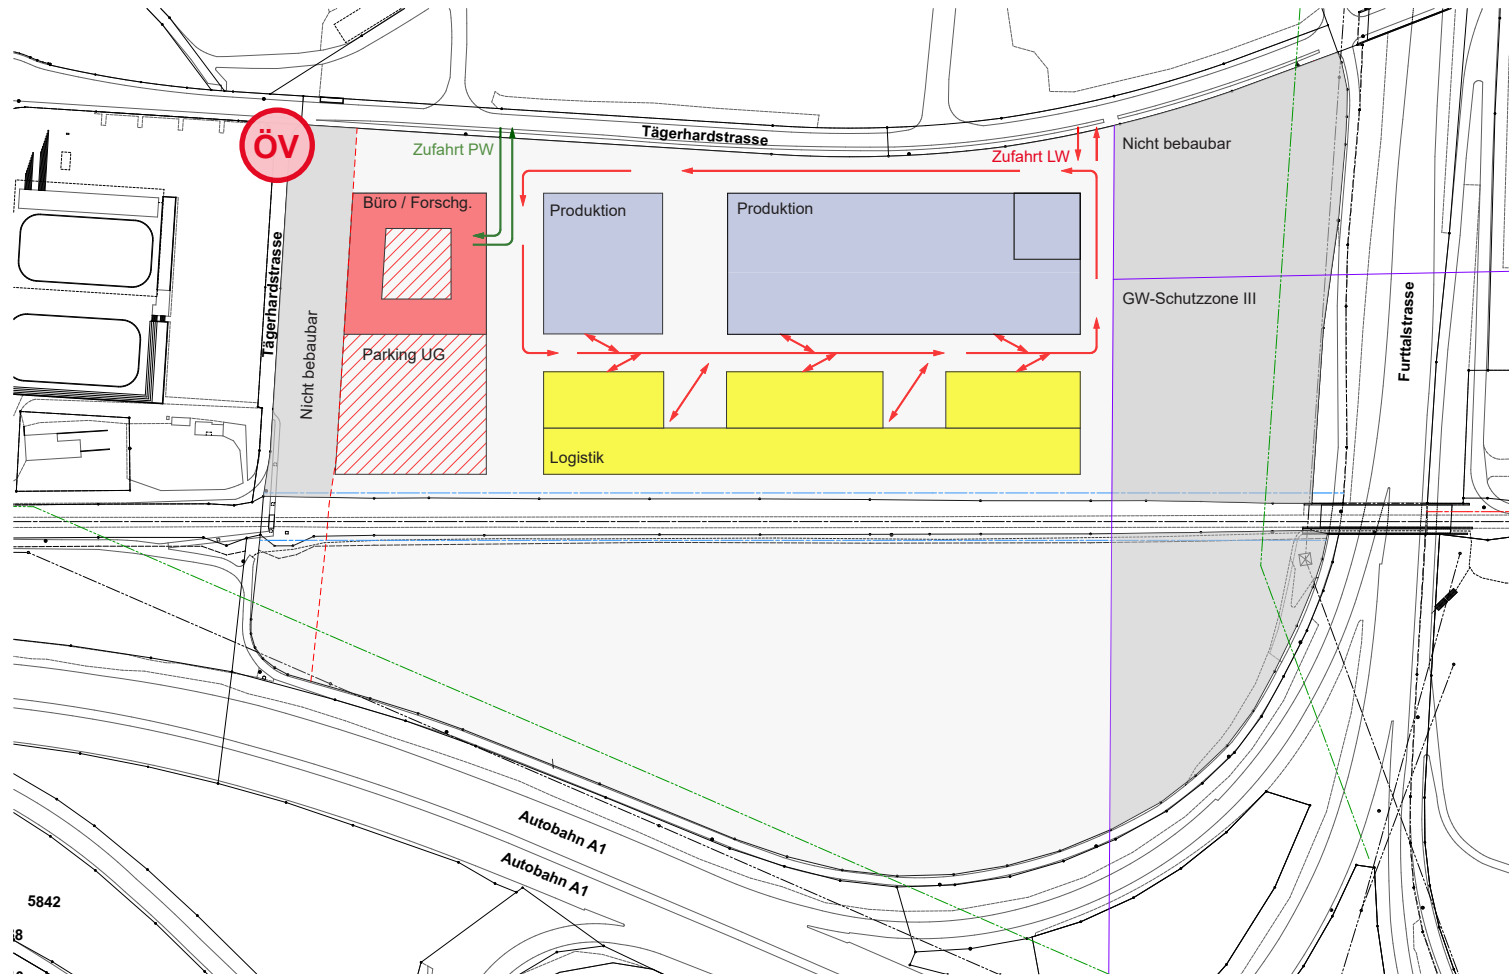 Tägerhardstrasse
ÖV
Zufahrt PW
Zufahrt LW
Nicht bebaubar
Büro / Forschg.
Produktion
Produktion
Tägerhardstrasse
Nicht bebaubar
GW-Schutzzone III
Furttalstrasse
Parking UG
Logistik
Autobahn A1
Autobahn A1
5842